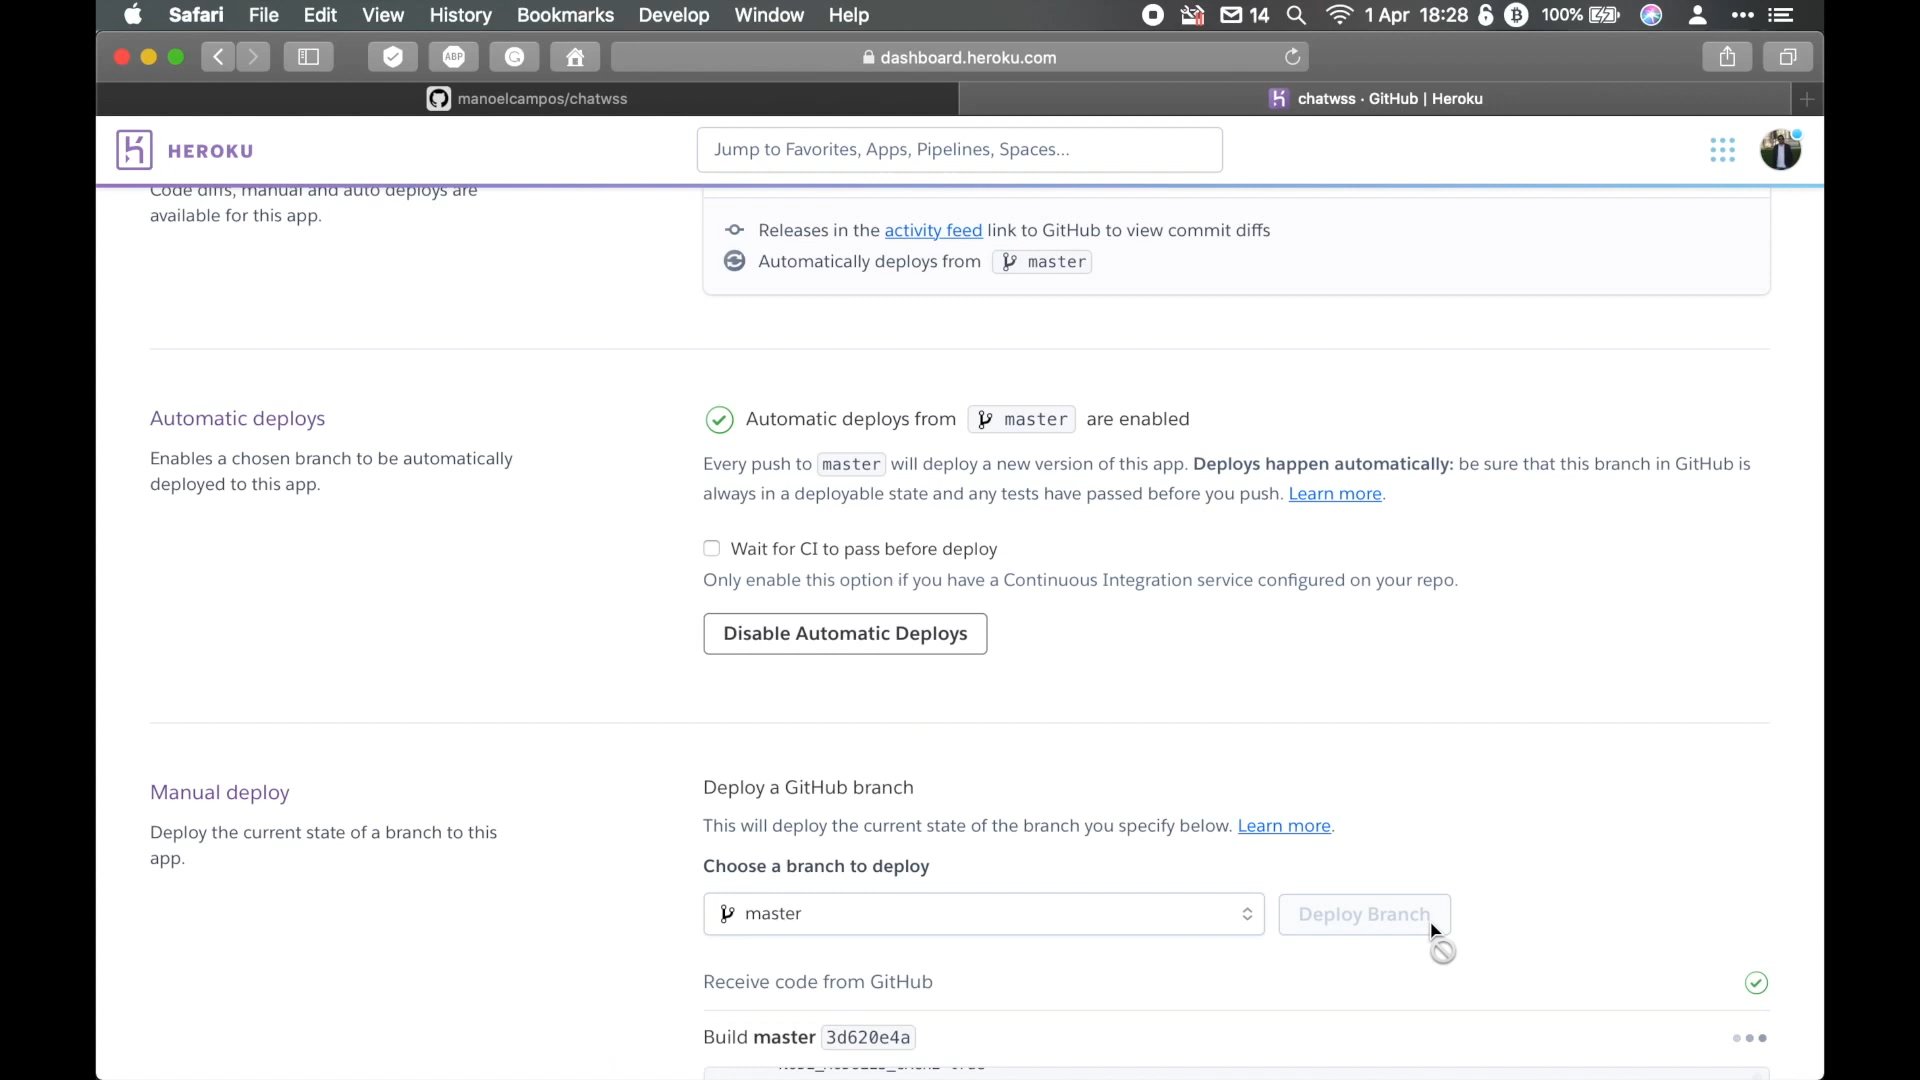 Safari File Edit View History Bookmarks Develop Window Help 14 1 Apr 18:28 100%
ABP G dashboard.heroku.com
manoelcampos/chatwss chatwss · GitHub | Heroku
HEROKU Jump to Favorites, Apps, Pipelines, Spaces...
Code diffs, manual and auto deploys are
available for this app.
Releases in the activity feed link to GitHub to view commit diffs
Automatically deploys from master
Automatic deploys
Enables a chosen branch to be automatically
deployed to this app.
Automatic deploys from master are enabled
Every push to master will deploy a new version of this app. Deploys happen automatically: be sure that this branch in GitHub is
always in a deployable state and any tests have passed before you push. Learn more.
Wait for CI to pass before deploy
Only enable this option if you have a Continuous Integration service configured on your repo.
Disable Automatic Deploys
Manual deploy
Deploy the current state of a branch to this
app.
Deploy a GitHub branch
This will deploy the current state of the branch you specify below. Learn more.
Choose a branch to deploy
master Deploy Branch
Receive code from GitHub
Build master 3d620e4a